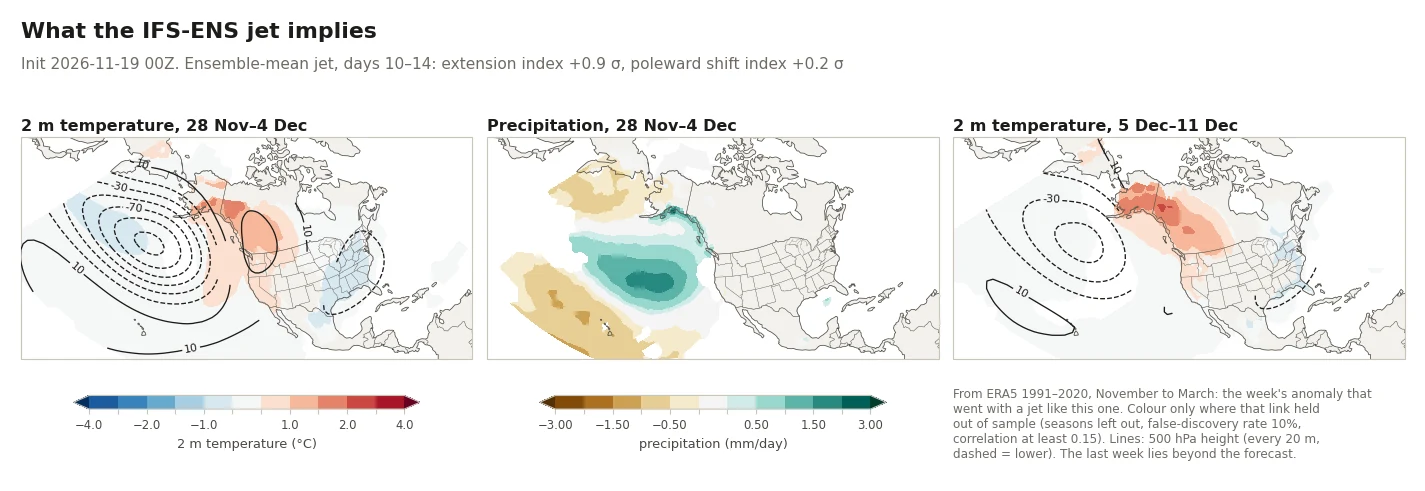 What the IFS-ENS jet implies
Init 2026-11-19 00Z. Ensemble-mean jet, days 10–14: extension index +0.9 σ, poleward shift index +0.2 σ
2 m temperature, 28 Nov–4 Dec
Precipitation, 28 Nov–4 Dec
2 m temperature, 5 Dec–11 Dec
-10
-30
-70
10
10
10
-10
-30
10
−4.0 −2.0 −1.0 1.0 2.0 4.0
2 m temperature (°C)
−3.00 −1.50 −0.50 0.50 1.50 3.00
precipitation (mm/day)
From ERA5 1991–2020, November to March: the week's anomaly that
went with a jet like this one. Colour only where that link held
out of sample (seasons left out, false-discovery rate 10%,
correlation at least 0.15). Lines: 500 hPa height (every 20 m,
dashed = lower). The last week lies beyond the forecast.